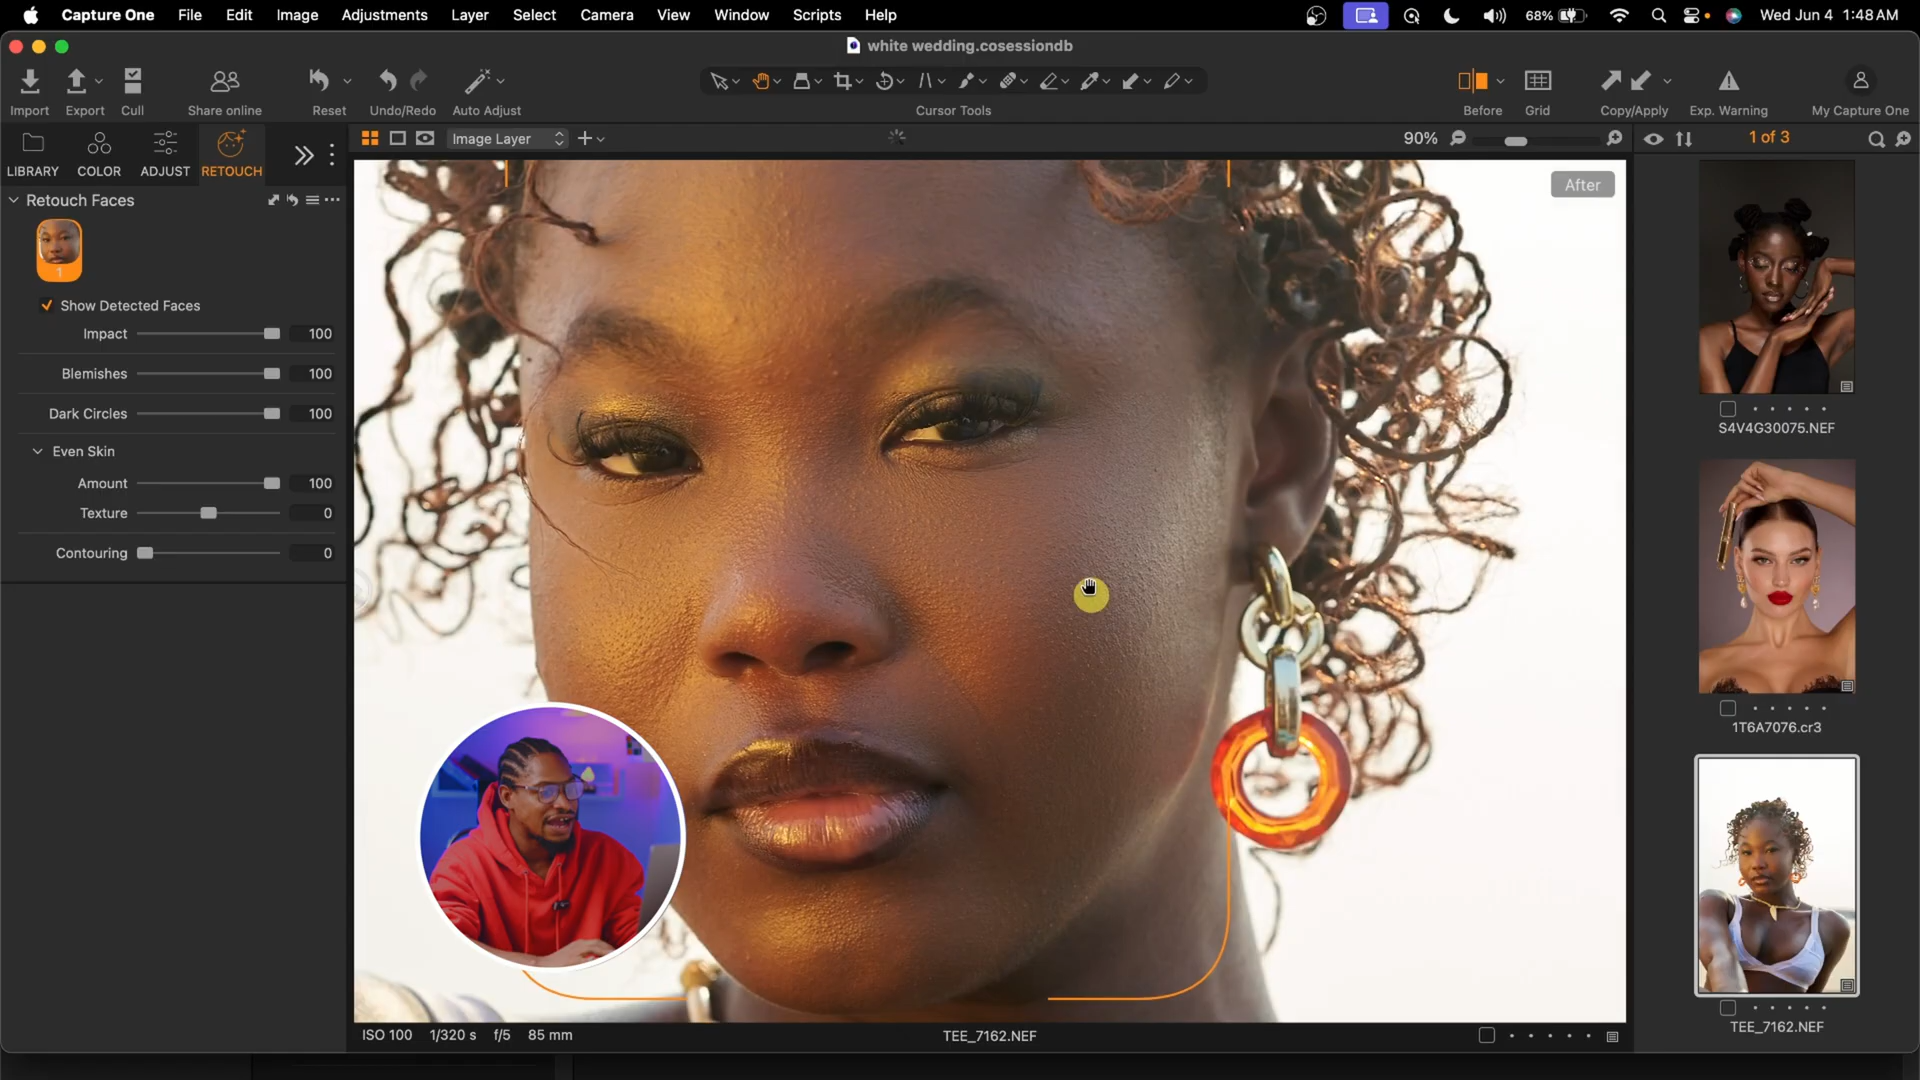 Capture One File Edit Image Adjustments Layer Select Camera View Window Scripts Help 68% Wed Jun 4 1:48 AM
white wedding.cosessiondb
Import Export Cull Share online Reset Undo/Redo Auto Adjust Cursor Tools Before Grid Copy/Apply Exp. Warning My Capture One
LIBRARY COLOR ADJUST RETOUCH
Image Layer 90% 1 of 3
After
Retouch Faces
1
Show Detected Faces
Impact 100
Blemishes 100
Dark Circles 100
Even Skin
Amount 100
Texture 0
Contouring 0
S4V4G30075.NEF
1T6A7076.cr3
TEE_7162.NEF
ISO 100 1/320 s f/5 85 mm TEE_7162.NEF